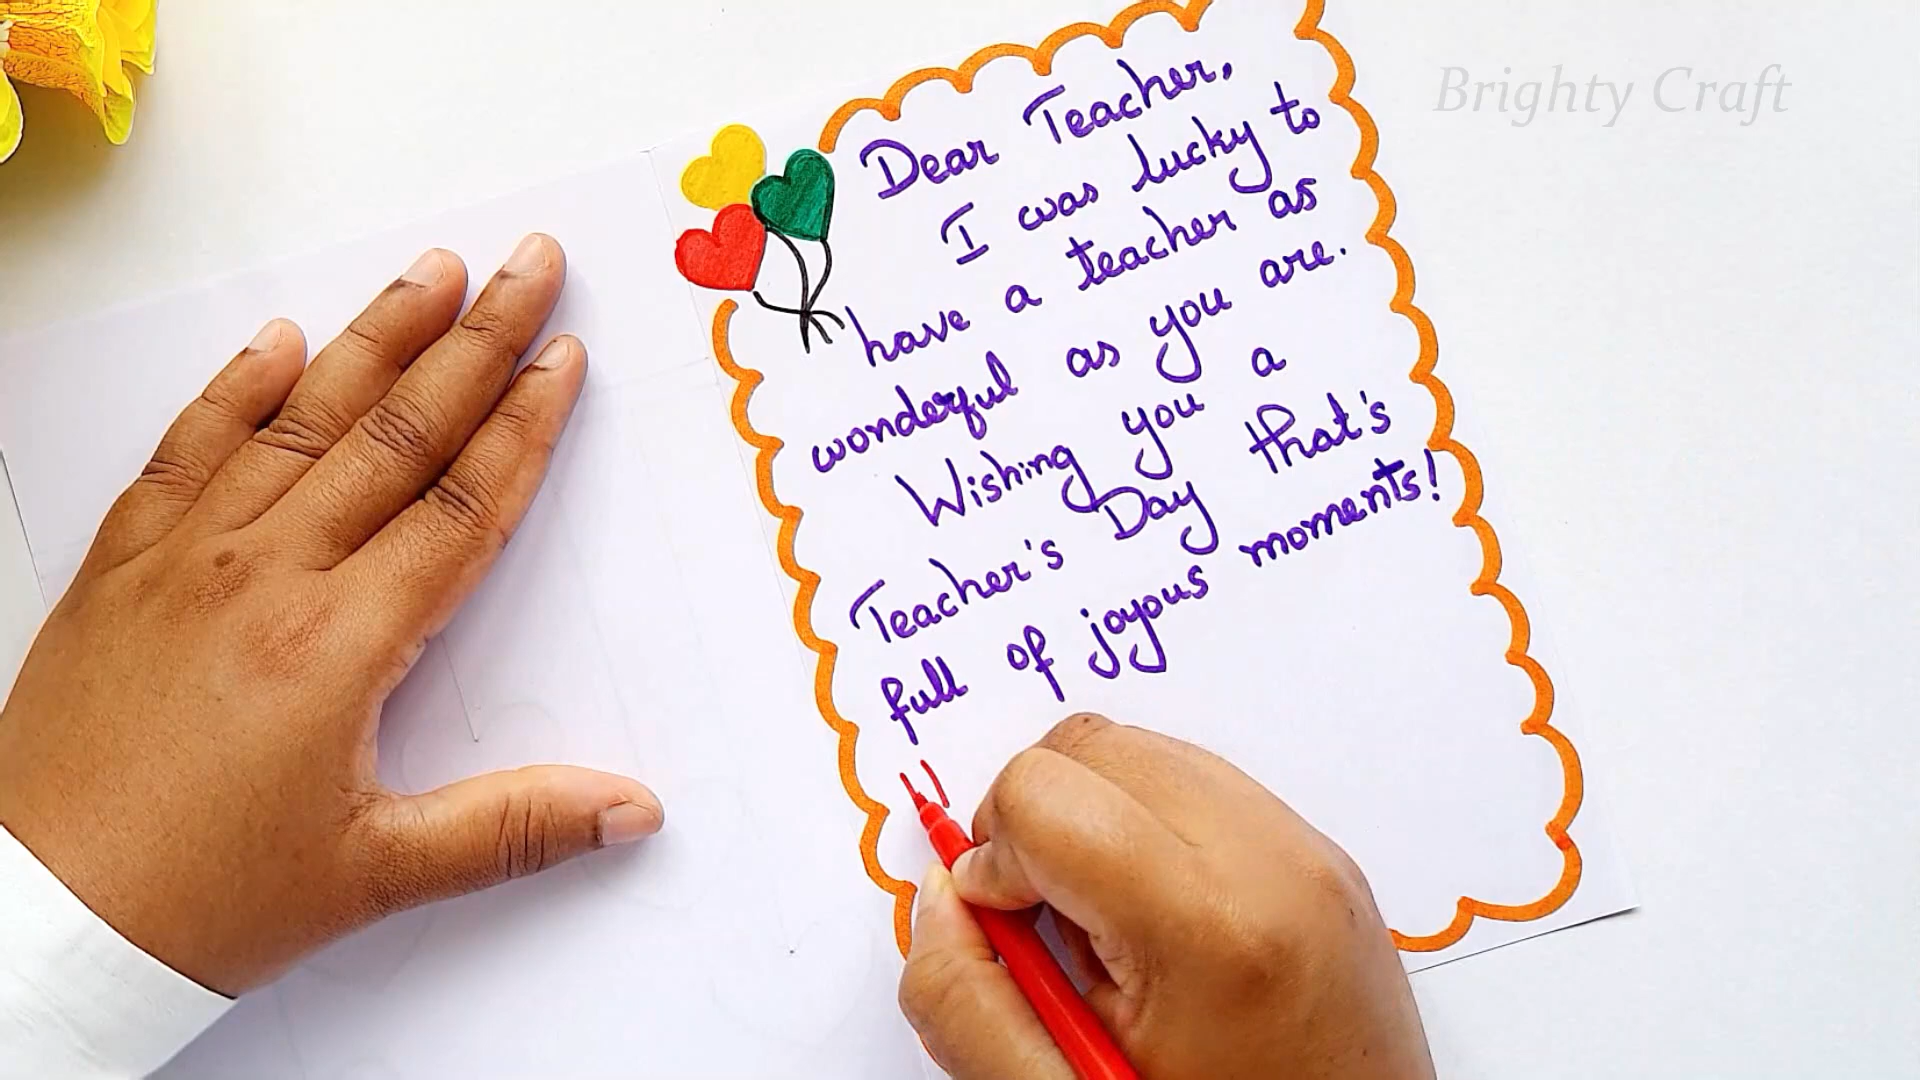 Brighty Craft
Dear Teacher,
I was lucky to
have a teacher as
wonderful as you are.
Wishing you a
Teacher's Day that's
full of joyous moments!